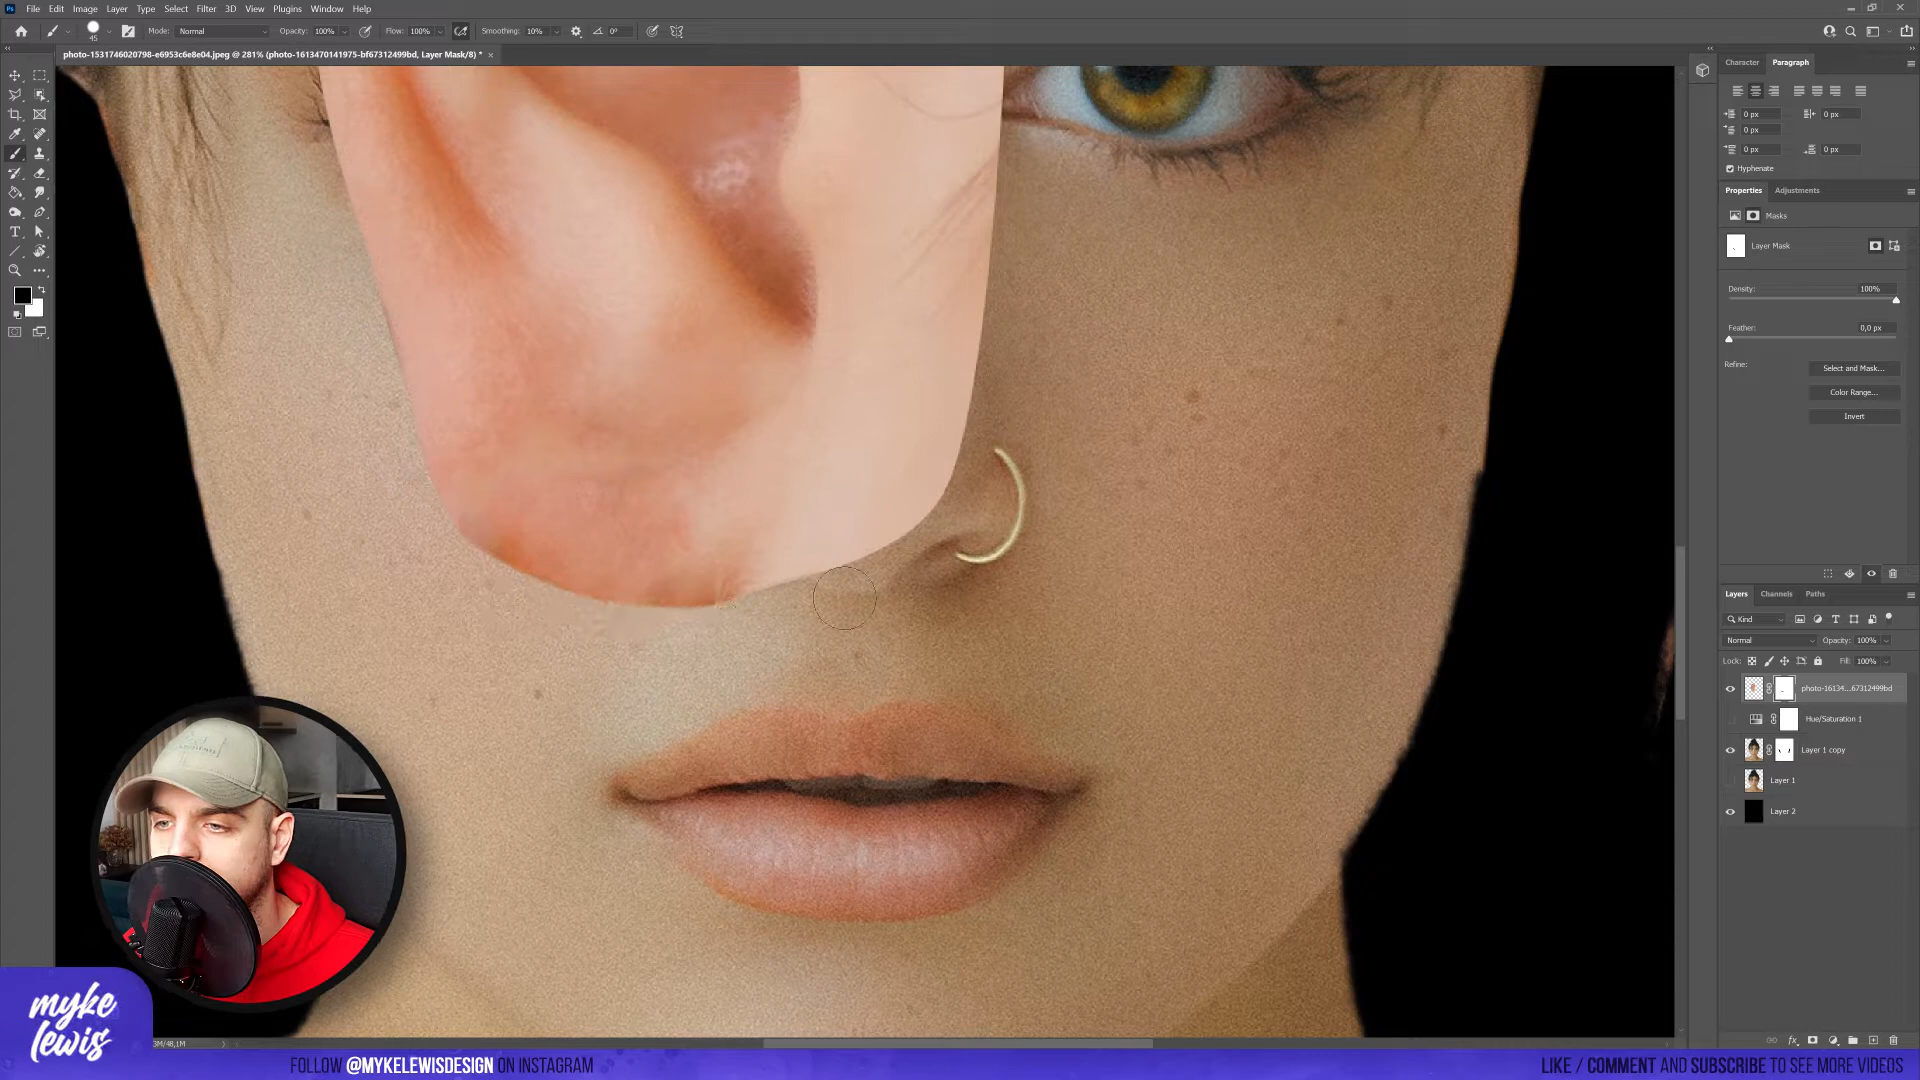 File Edit Image Layer Type Select Filter 3D View Plugins Window Help
45 Mode: Normal Opacity: 100% Flow: 100% Smoothing: 10% 0°
photo-1531746020798-e6953c6e8e04.jpeg @ 281% (photo-1613470141975-bf67312499bd, Layer Mask/8) *
Character Paragraph
0 px 0 px
0 px
0 px 0 px
Hyphenate
Properties Adjustments
Masks
Layer Mask
Density: 100%
Feather: 0,0 px
Refine: Select and Mask...
Color Range...
Invert
Layers Channels Paths
Kind
Normal Opacity: 100%
Lock: Fill: 100%
photo-16134...67312499bd
Hue/Saturation 1
Layer 1 copy
Layer 1
Layer 2
myke
lewis
3M/48,1M
FOLLOW @MYKELEWISDESIGN ON INSTAGRAM
LIKE / COMMENT AND SUBSCRIBE TO SEE MORE VIDEOS